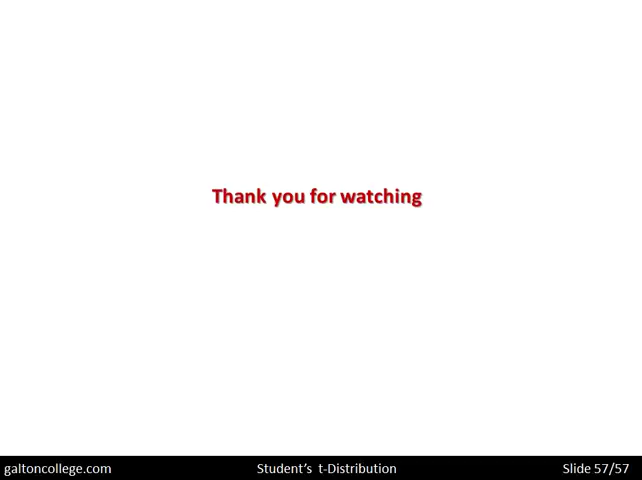 Thank you for watching
galtoncollege.com
Student's t-Distribution
Slide 57/57